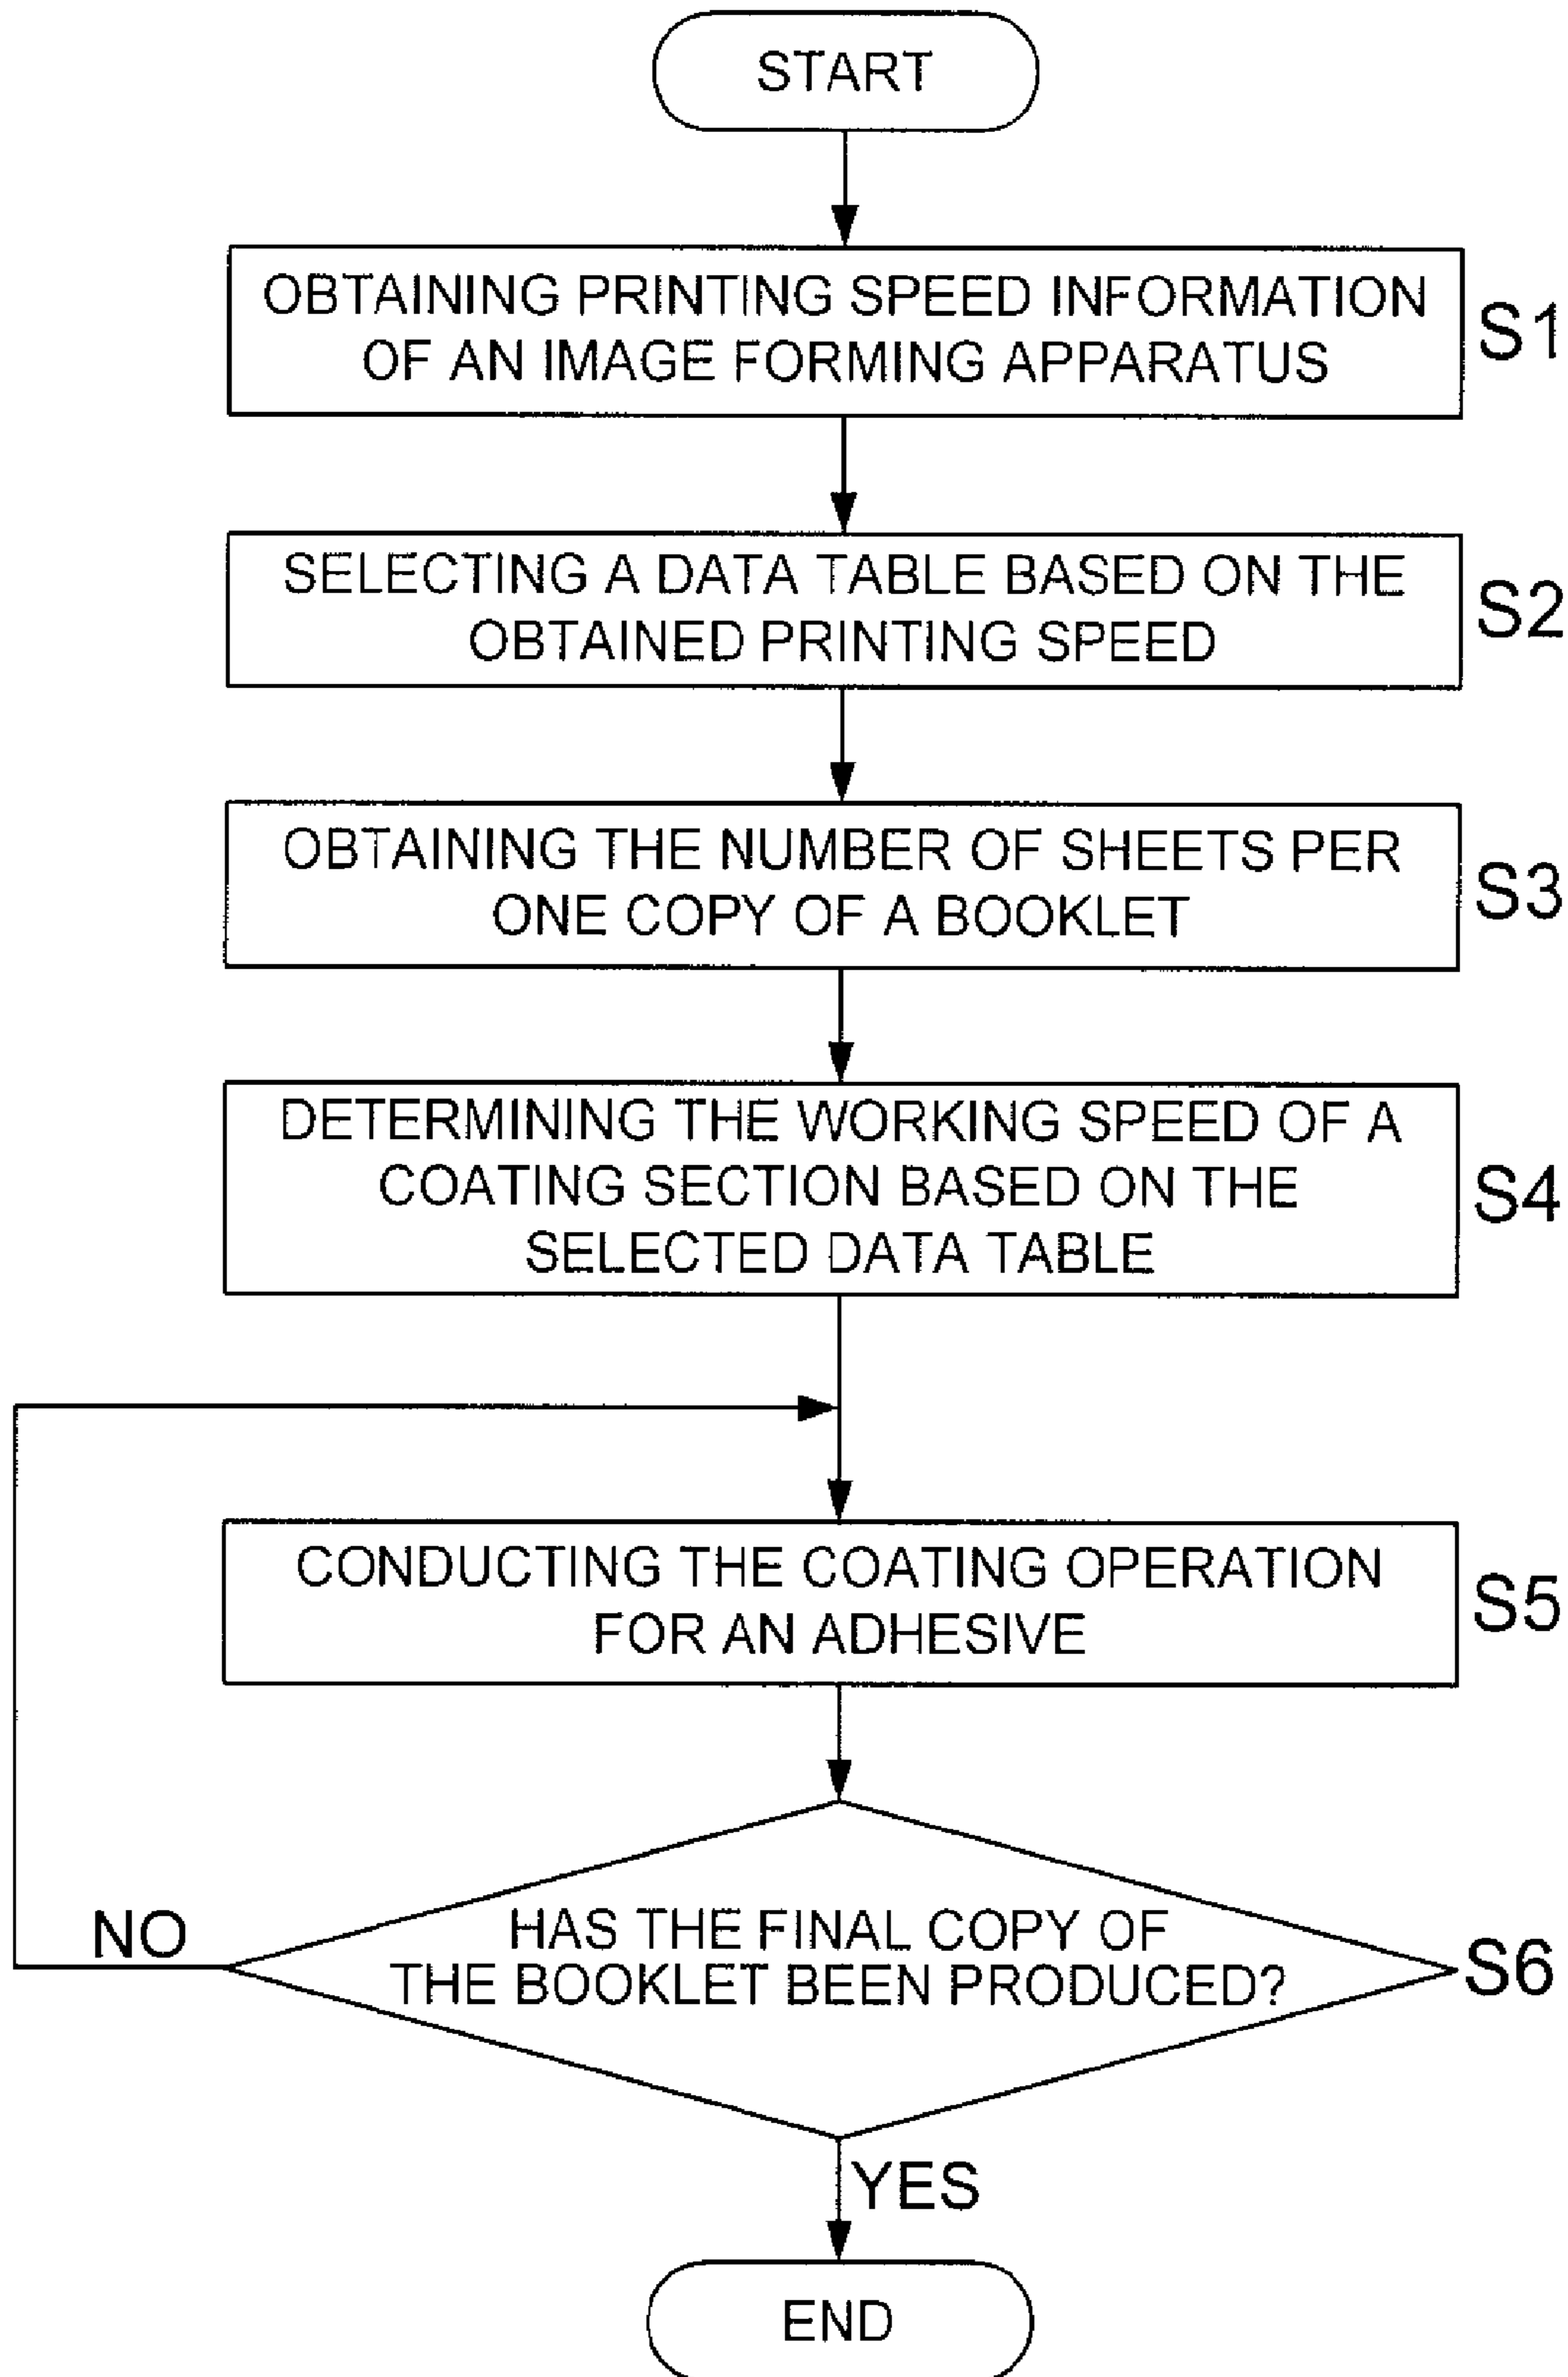 START
OBTAINING PRINTING SPEED INFORMATION
OF AN IMAGE FORMING APPARATUS
S1
SELECTING A DATA TABLE BASED ON THE
OBTAINED PRINTING SPEED
S2
OBTAINING THE NUMBER OF SHEETS PER
ONE COPY OF A BOOKLET
S3
DETERMINING THE WORKING SPEED OF A
COATING SECTION BASED ON THE
SELECTED DATA TABLE
S4
CONDUCTING THE COATING OPERATION
FOR AN ADHESIVE
S5
HAS THE FINAL COPY OF
THE BOOKLET BEEN PRODUCED?
S6
NO
YES
END